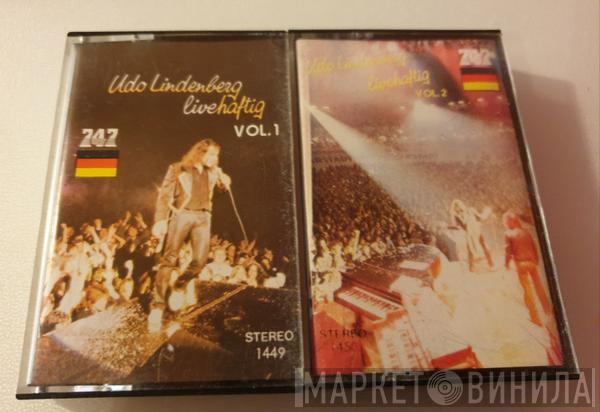 Udo Lindenberg
livehaftig
VOL.1
747
STEREO
1449
Udo Lindenberg
livehaftig
VOL.2
747
STEREO
МАРКЕТ ВИНИЛА